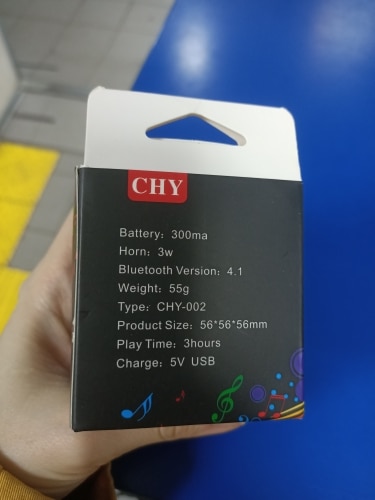 CHY
Battery: 300ma
Horn: 3w
Bluetooth Version: 4.1
Weight: 55g
Type: CHY-002
Product Size: 56*56*56mm
Play Time: 3hours
Charge: 5V USB